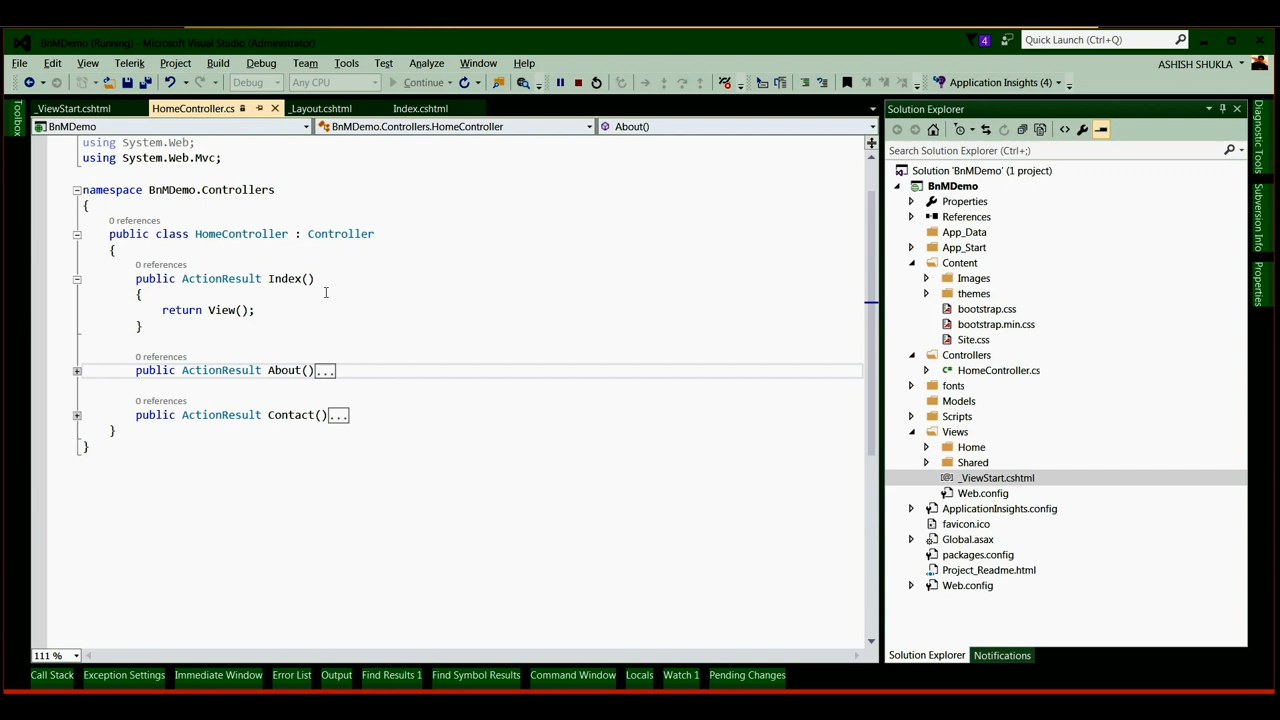 BnMDemo (Running) - Microsoft Visual Studio (Administrator)
4
Quick Launch (Ctrl+Q)
File Edit View Telerik Project Build Debug Team Tools Test Analyze Window Help
ASHISH SHUKLA
Debug Any CPU Continue Application Insights (4)
_ViewStart.cshtml HomeController.cs _Layout.cshtml Index.cshtml
BnMDemo BnMDemo.Controllers.HomeController About()
Toolbox
using System.Web;
using System.Web.Mvc;
namespace BnMDemo.Controllers
{
0 references
public class HomeController : Controller
{
0 references
public ActionResult Index()
{
return View();
}
0 references
public ActionResult About()...
0 references
public ActionResult Contact()...
}
}
111 %
Solution Explorer
Search Solution Explorer (Ctrl+;)
Solution 'BnMDemo' (1 project)
BnMDemo
Properties
References
App_Data
App_Start
Content
Images
themes
bootstrap.css
bootstrap.min.css
Site.css
Controllers
HomeController.cs
fonts
Models
Scripts
Views
Home
Shared
_ViewStart.cshtml
Web.config
ApplicationInsights.config
favicon.ico
Global.asax
packages.config
Project_Readme.html
Web.config
Solution Explorer Notifications
Diagnostic Tools
Subversion Info
Properties
Call Stack Exception Settings Immediate Window Error List Output Find Results 1 Find Symbol Results Command Window Locals Watch 1 Pending Changes